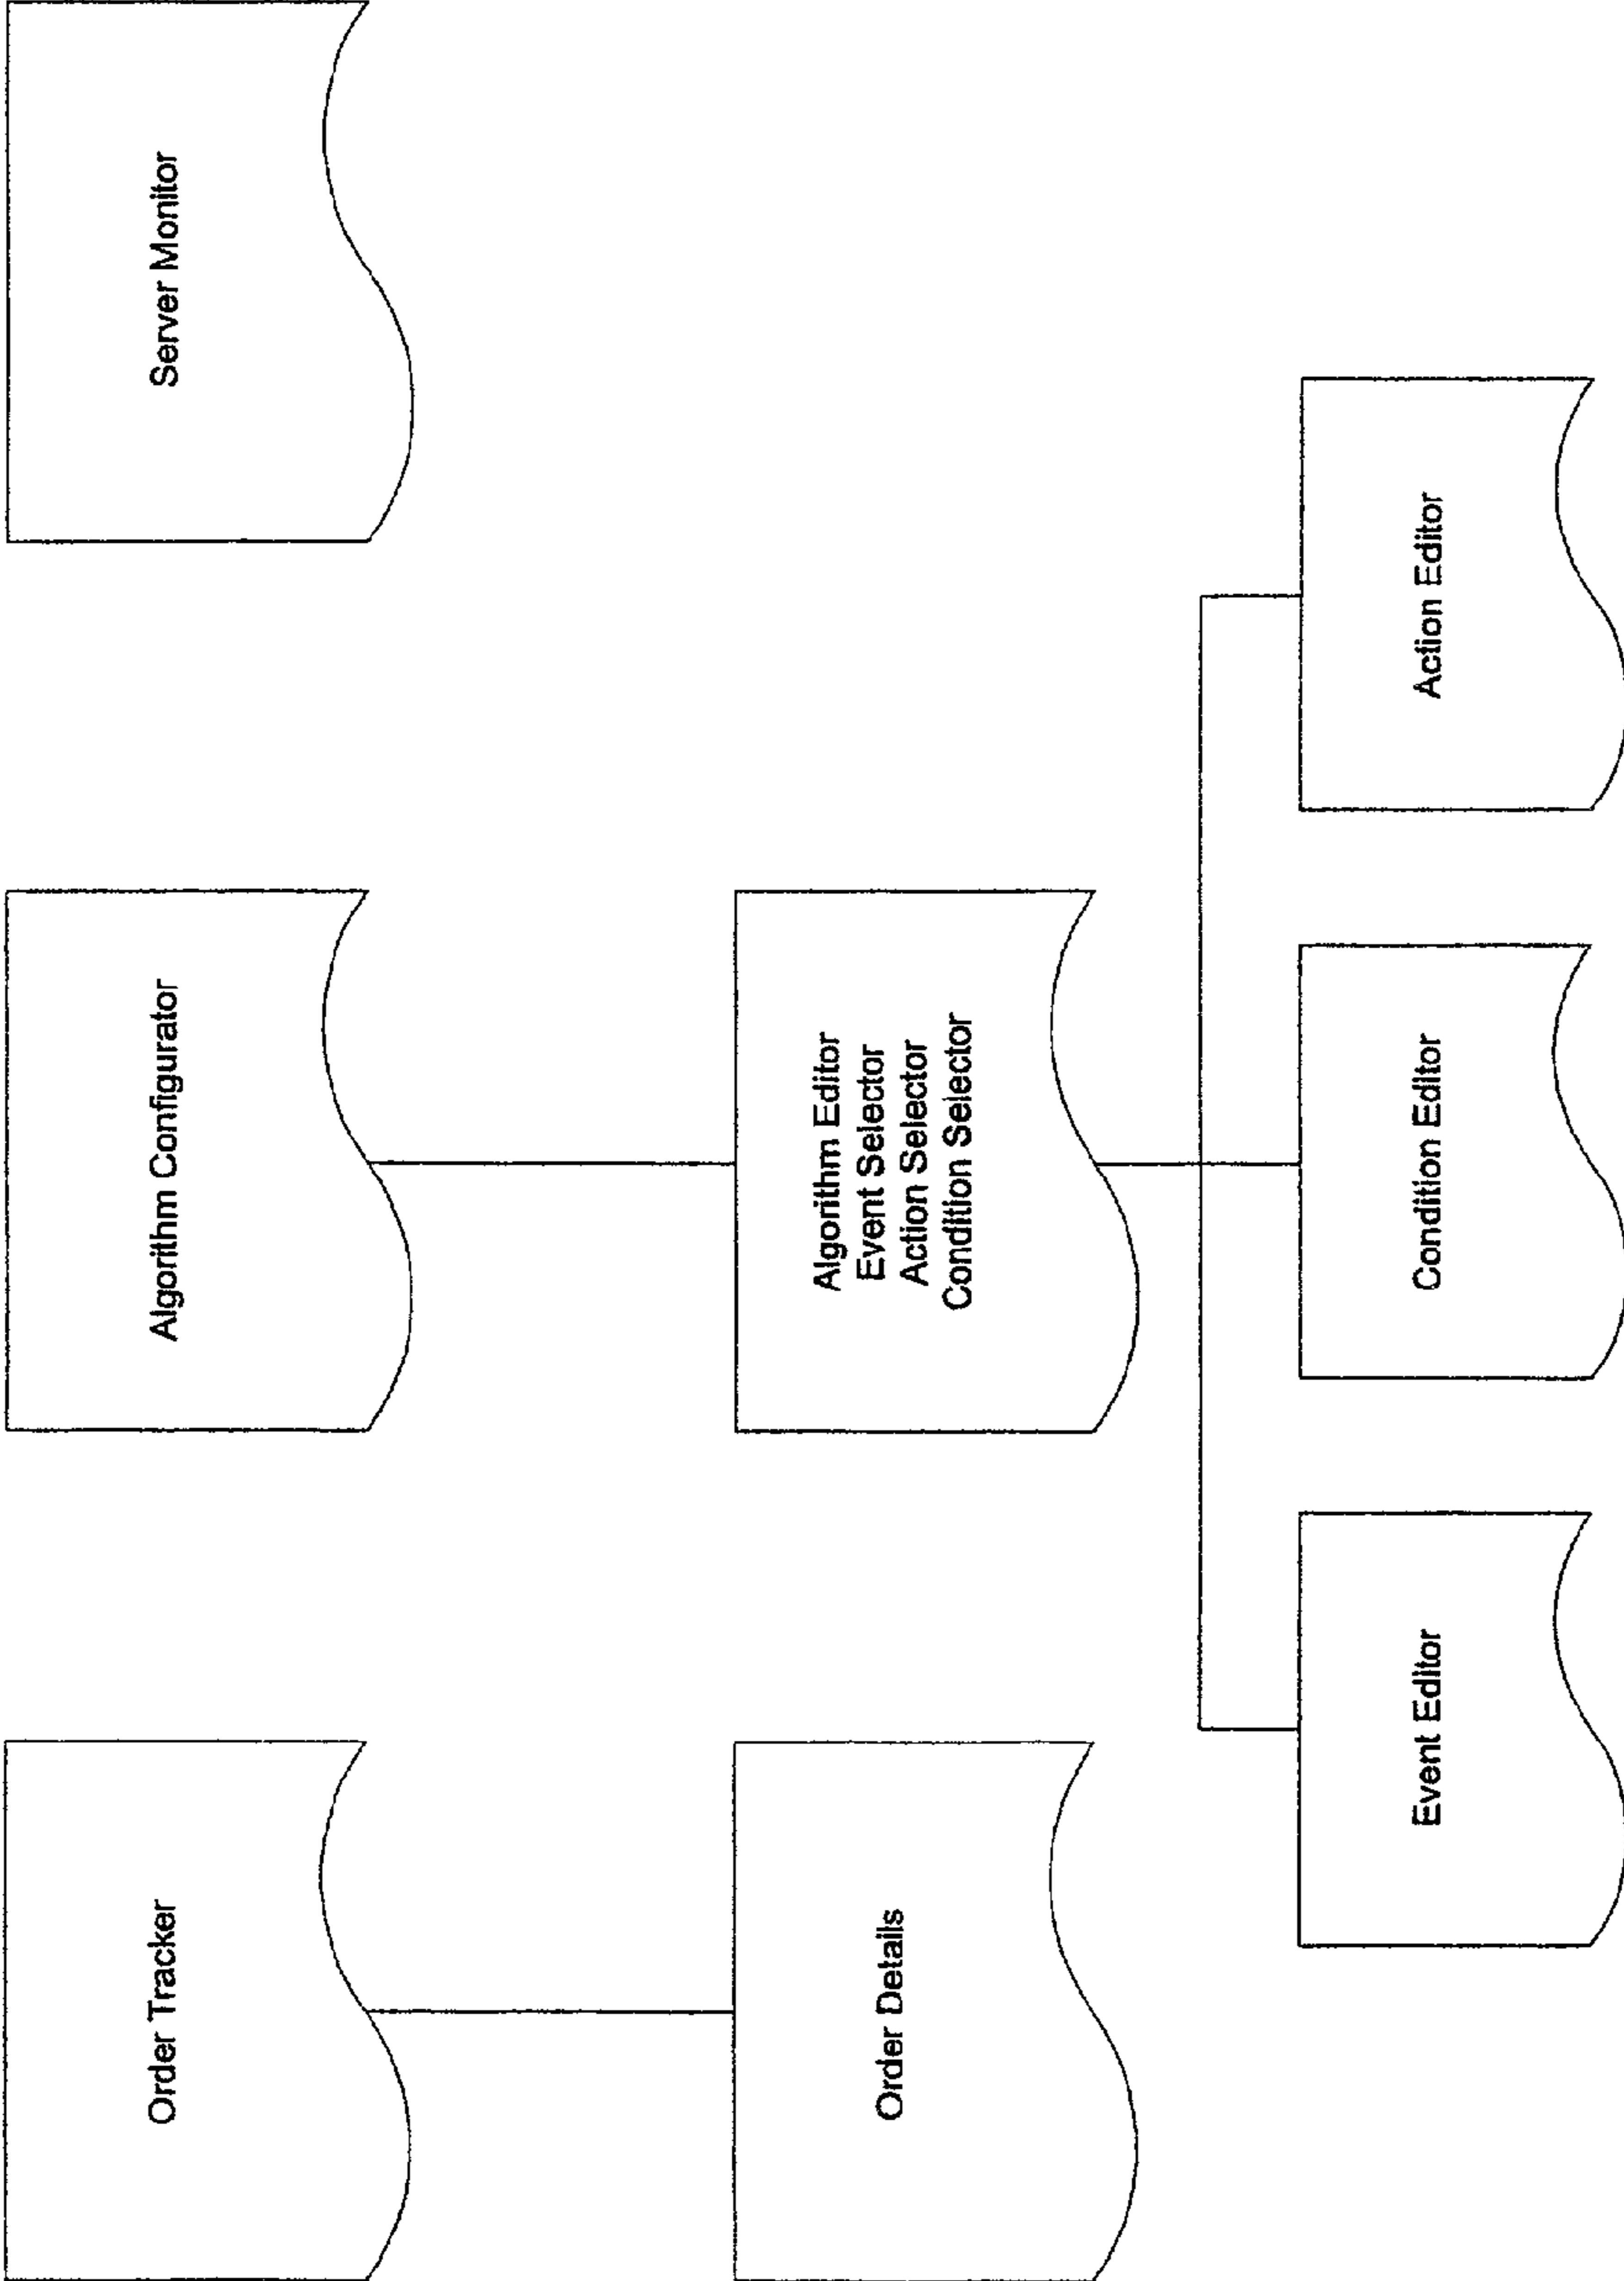 Order Tracker
Algorithm Configurator
Server Monitor
Order Details
Algorithm Editor
Event Selector
Action Selector
Condition Selector
Event Editor
Condition Editor
Action Editor